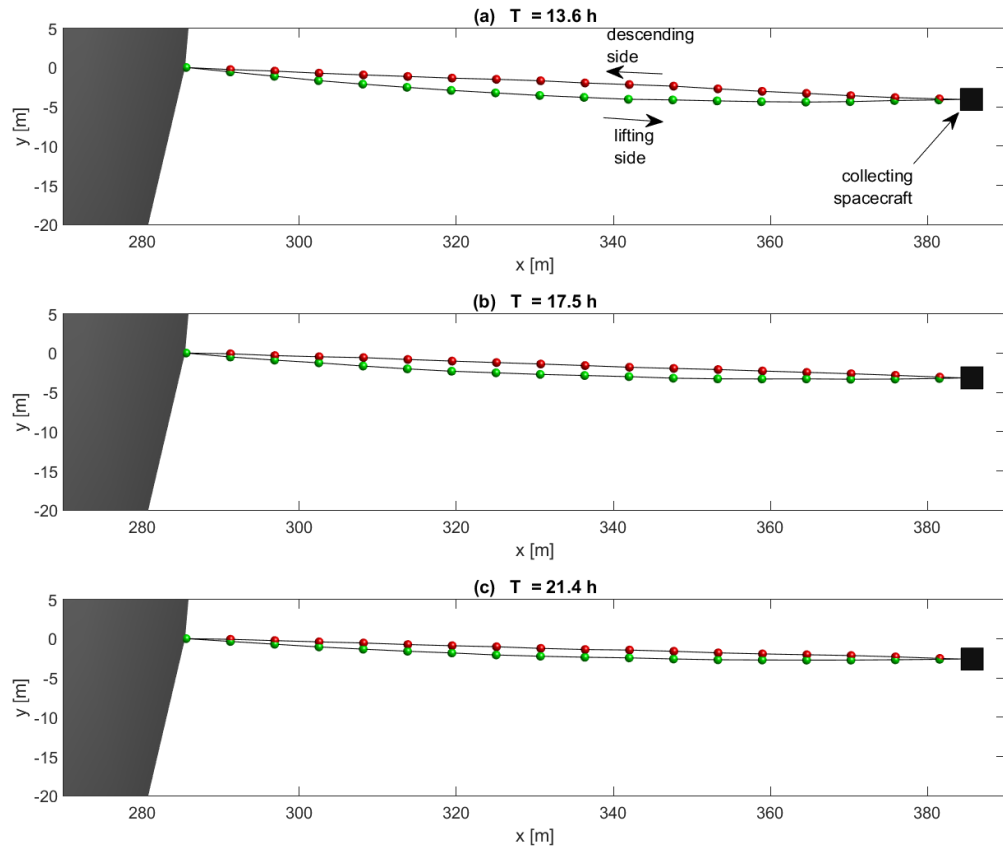 (a) T = 13.6 h
5
0
-5
-10
-15
-20
y [m]
descending
side
lifting
side
collecting
spacecraft
280
300
320
340
360
380
x [m]
(b) T = 17.5 h
5
0
-5
-10
-15
-20
y [m]
280
300
320
340
360
380
x [m]
(c) T = 21.4 h
5
0
-5
-10
-15
-20
y [m]
280
300
320
340
360
380
x [m]